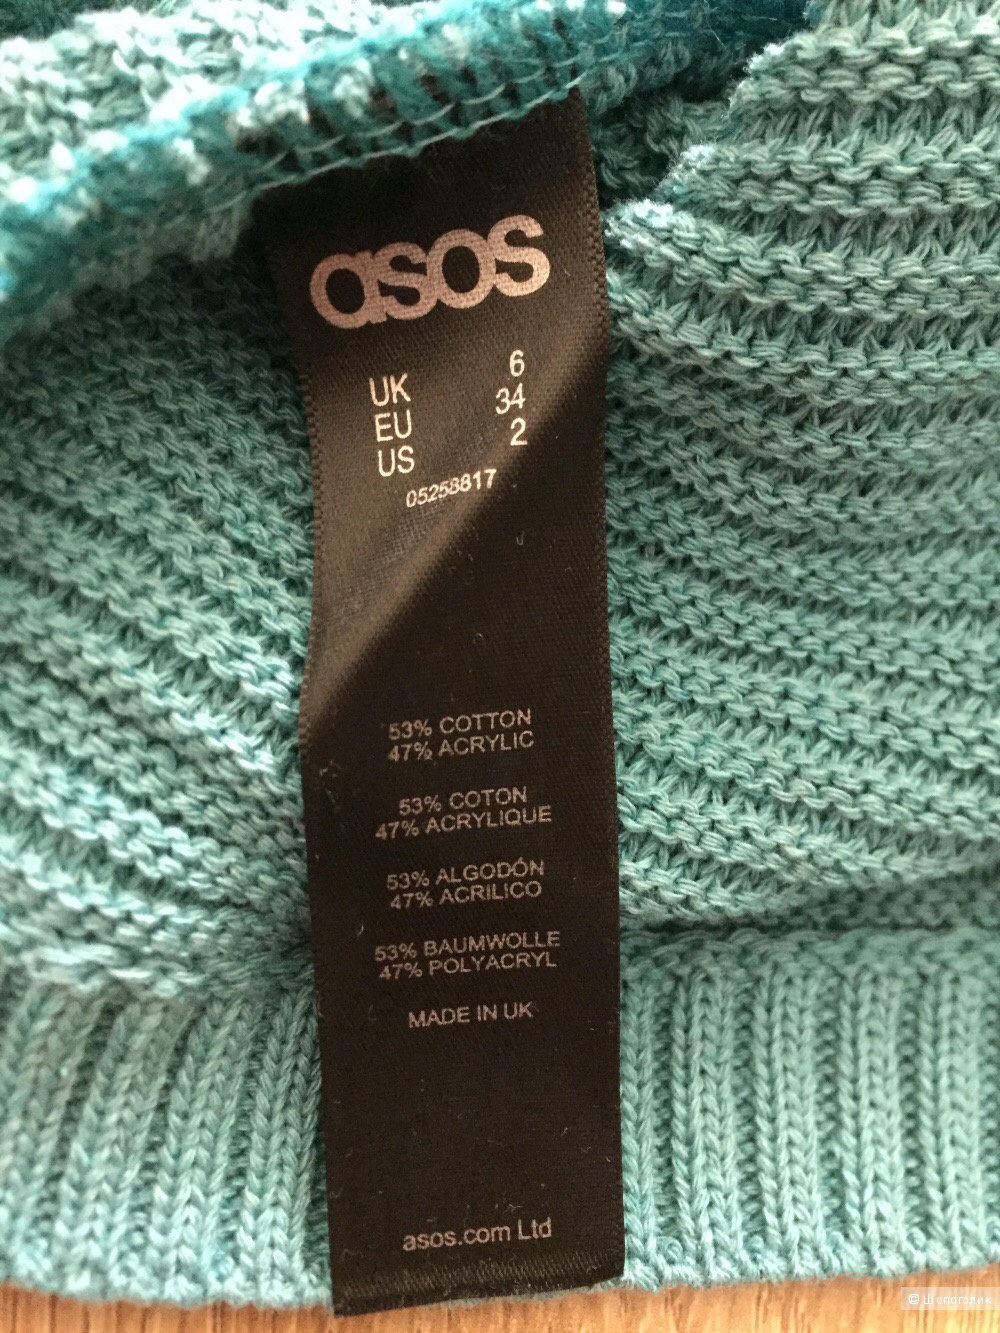 asos
UK 6
EU 34
US 2
05258817
53% COTTON
47% ACRYLIC
53% COTON
47% ACRYLIQUE
53% ALGODÓN
47% ACRILICO
53% BAUMWOLLE
47% POLYACRYL
MADE IN UK
asos.com Ltd
© Шопоголик